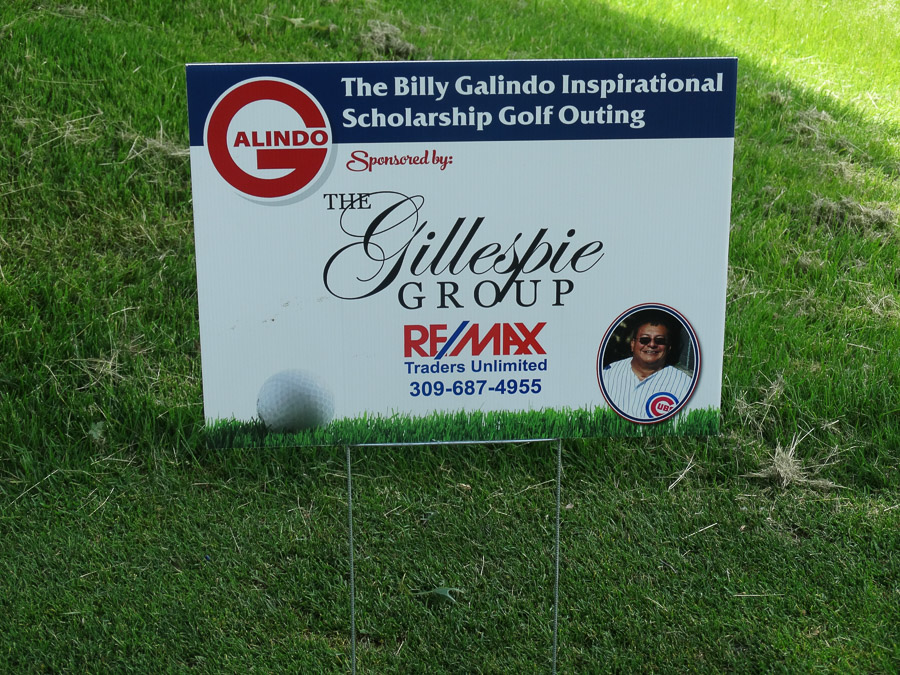 The Billy Galindo Inspirational
Scholarship Golf Outing
GALINDO
Sponsored by:
THE
Gillespie
GROUP
RE/MAX
Traders Unlimited
309-687-4955
CUBS